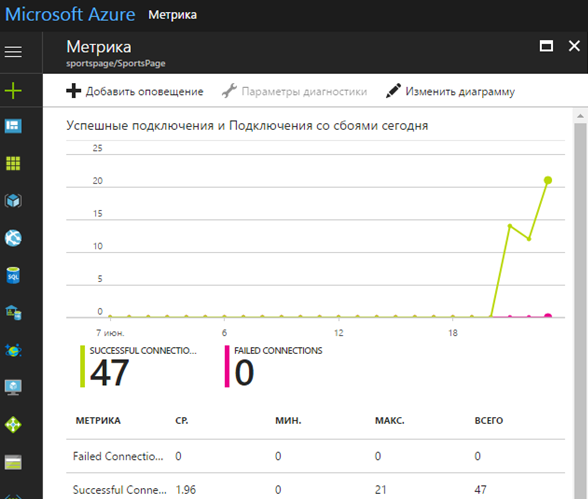 Microsoft Azure Метрика
Метрика
sportspage/SportsPage
Добавить оповещение Параметры диагностики Изменить диаграмму
Успешные подключения и Подключения со сбоями сегодня
25
20
15
10
5
0
7 июн. 6 12 18
SUCCESSFUL CONNECTIO... FAILED CONNECTIONS
47 0
МЕТРИКА СР. МИН. МАКС. ВСЕГО
Failed Connectio... 0 0 0 0
Successful Conne... 1.96 0 21 47
SQL